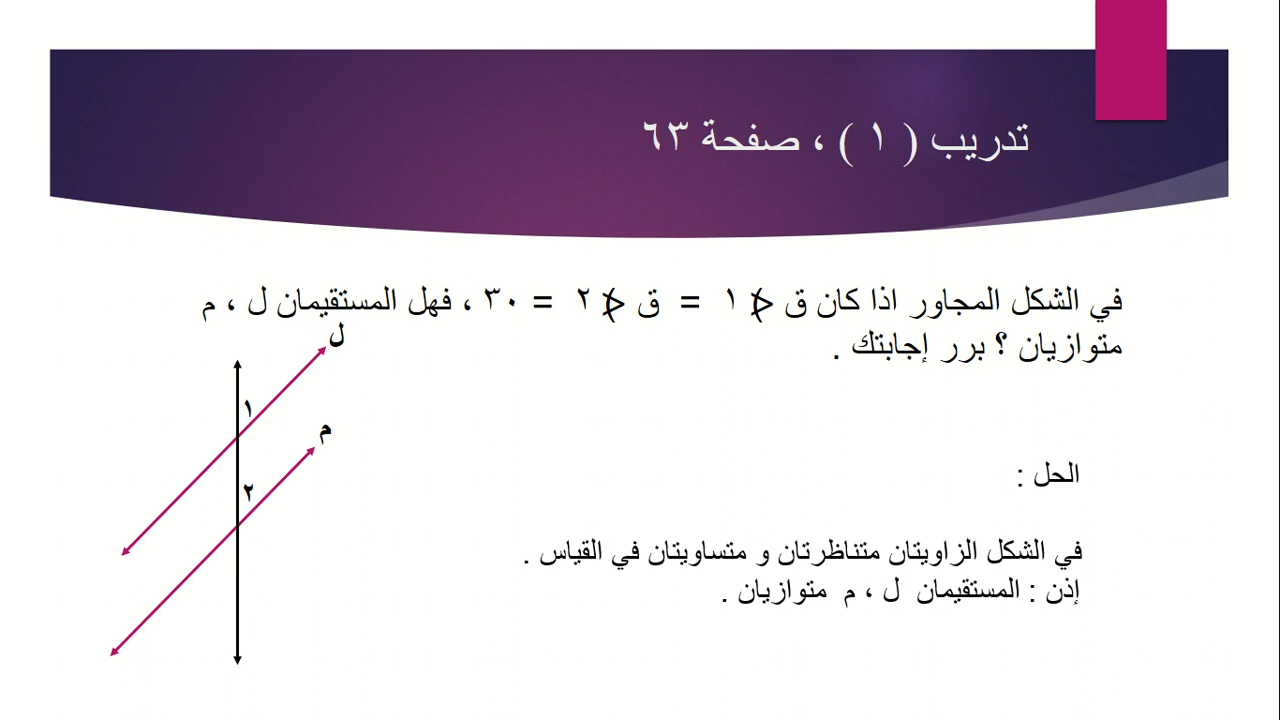 تدريب ( ١ ) ، صفحة ٦٣
في الشكل المجاور اذا كان ق ∢ ١ = ق ∢ ٢ = ٣٠ ، فهل المستقيمان ل ، م
متوازيان ؟ برر إجابتك .
ل
١
م
٢
الحل :
في الشكل الزاويتان متناظرتان و متساويتان في القياس .
إذن : المستقيمان ل ، م متوازيان .